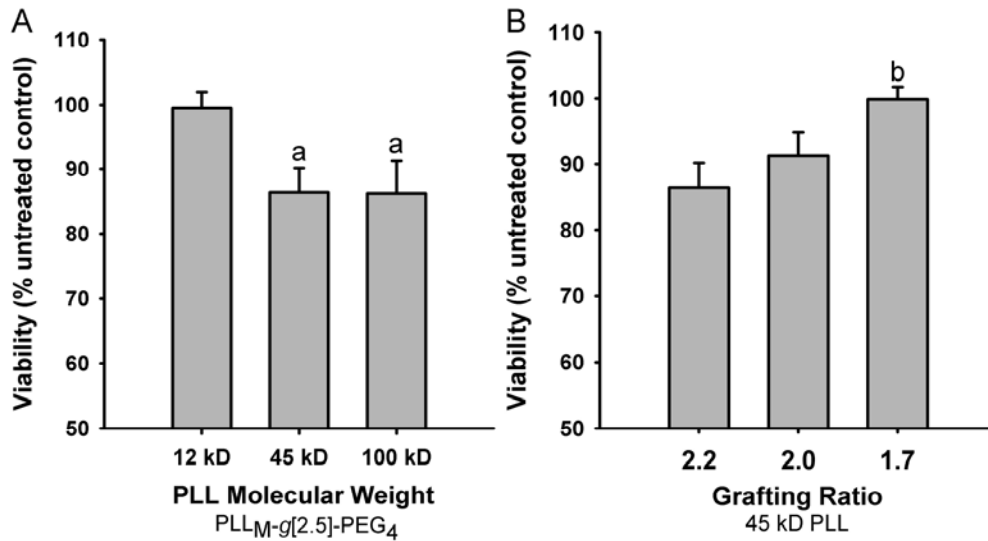 A
Viability (% untreated control)
110
100
90
80
70
60
50
a
a
12 kD 45 kD 100 kD
PLL Molecular Weight
PLLM-g[2.5]-PEG4
B
Viability (% untreated control)
110
100
90
80
70
60
50
b
2.2 2.0 1.7
Grafting Ratio
45 kD PLL